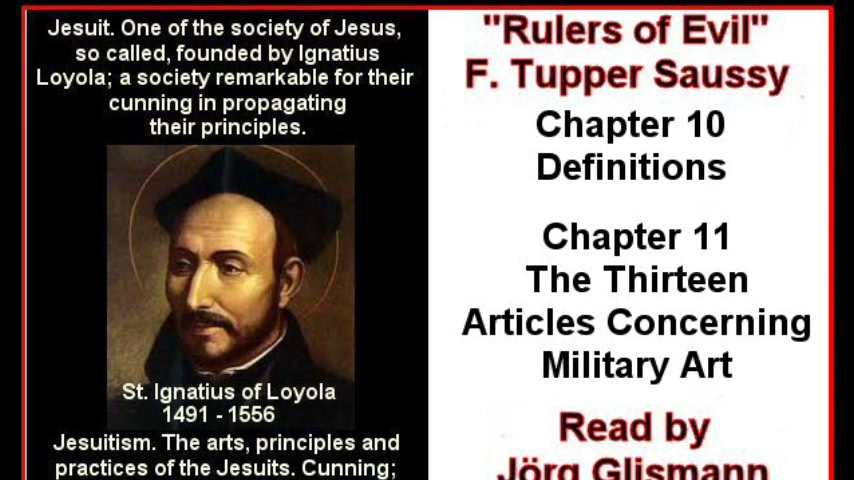 Jesuit. One of the society of Jesus,
so called, founded by Ignatius
Loyola; a society remarkable for their
cunning in propagating
their principles.
St. Ignatius of Loyola
1491 - 1556
Jesuitism. The arts, principles and
practices of the Jesuits. Cunning;
"Rulers of Evil"
F. Tupper Saussy
Chapter 10
Definitions
Chapter 11
The Thirteen
Articles Concerning
Military Art
Read by
Jörg Glismann